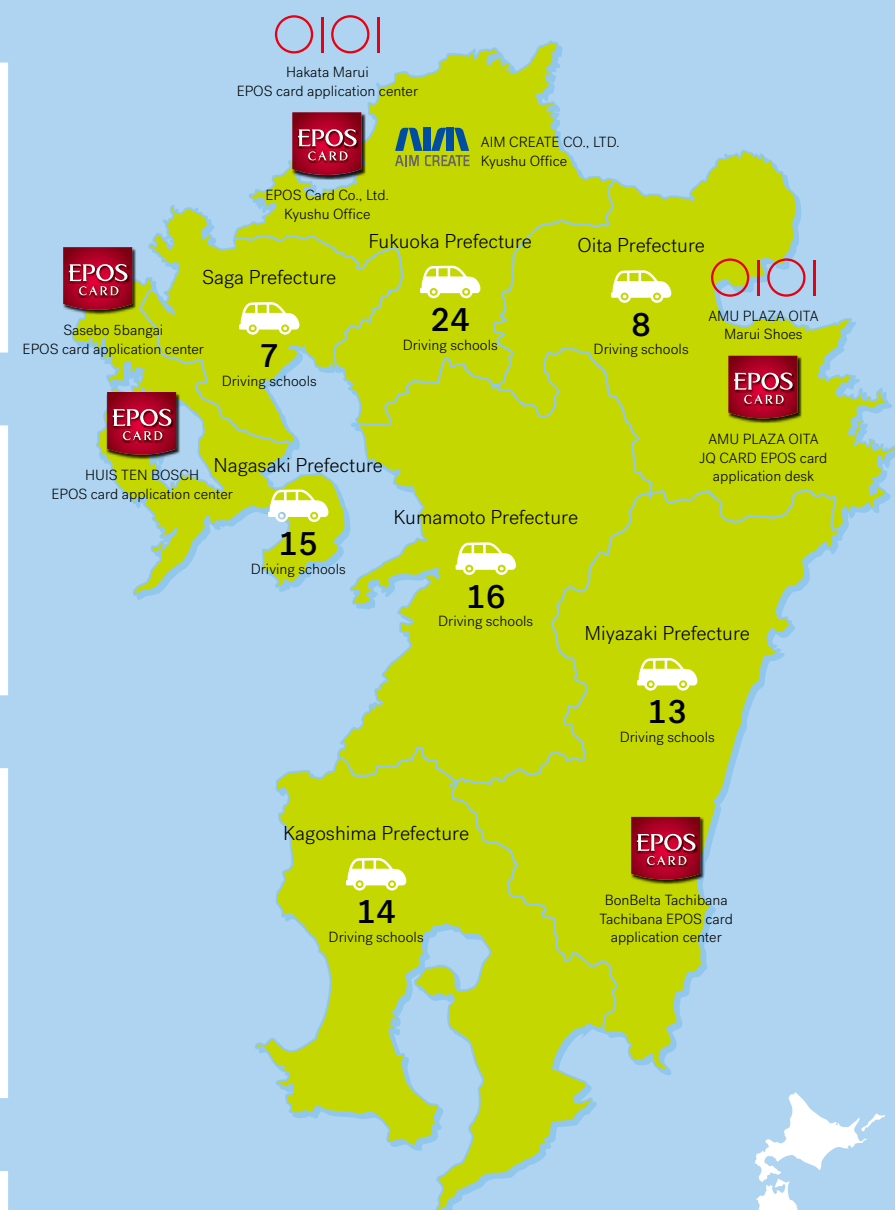 OIOI
Hakata Marui
EPOS card application center
EPOS
CARD
EPOS Card Co., Ltd.
Kyushu Office
AIM
AIM CREATE
AIM CREATE CO., LTD.
Kyushu Office
Fukuoka Prefecture
24
Driving schools
Oita Prefecture
8
Driving schools
OIOI
AMU PLAZA OITA
Marui Shoes
EPOS
CARD
AMU PLAZA OITA
JQ CARD EPOS card
application desk
Saga Prefecture
7
Driving schools
EPOS
CARD
Sasebo 5bangai
EPOS card application center
EPOS
CARD
HUIS TEN BOSCH
EPOS card application center
Nagasaki Prefecture
15
Driving schools
Kumamoto Prefecture
16
Driving schools
Miyazaki Prefecture
13
Driving schools
EPOS
CARD
BonBelta Tachibana
Tachibana EPOS card
application center
Kagoshima Prefecture
14
Driving schools